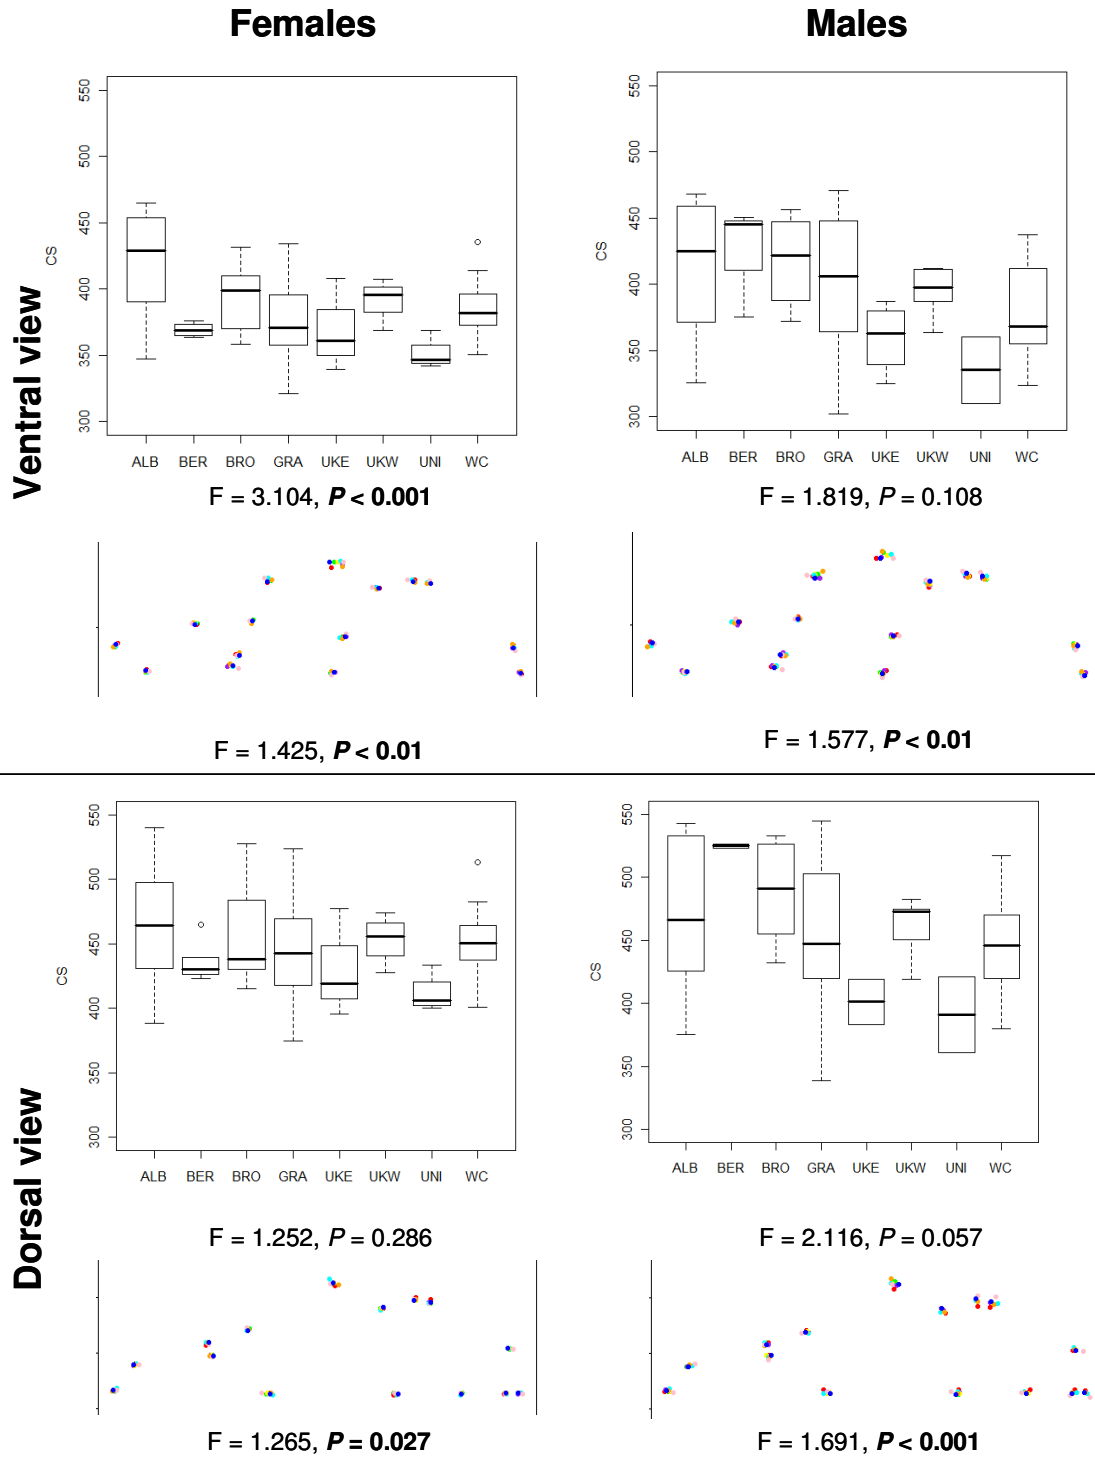 Females
Males
Ventral view
CS
550
500
450
400
350
300
ALB BER BRO GRA UKE UKW UNI WC
F = 3.104, P < 0.001
CS
550
500
450
400
350
300
ALB BER BRO GRA UKE UKW UNI WC
F = 1.819, P = 0.108
F = 1.425, P < 0.01
F = 1.577, P < 0.01
Dorsal view
CS
550
500
450
400
350
300
ALB BER BRO GRA UKE UKW UNI WC
F = 1.252, P = 0.286
CS
550
500
450
400
350
300
ALB BER BRO GRA UKE UKW UNI WC
F = 2.116, P = 0.057
F = 1.265, P = 0.027
F = 1.691, P < 0.001